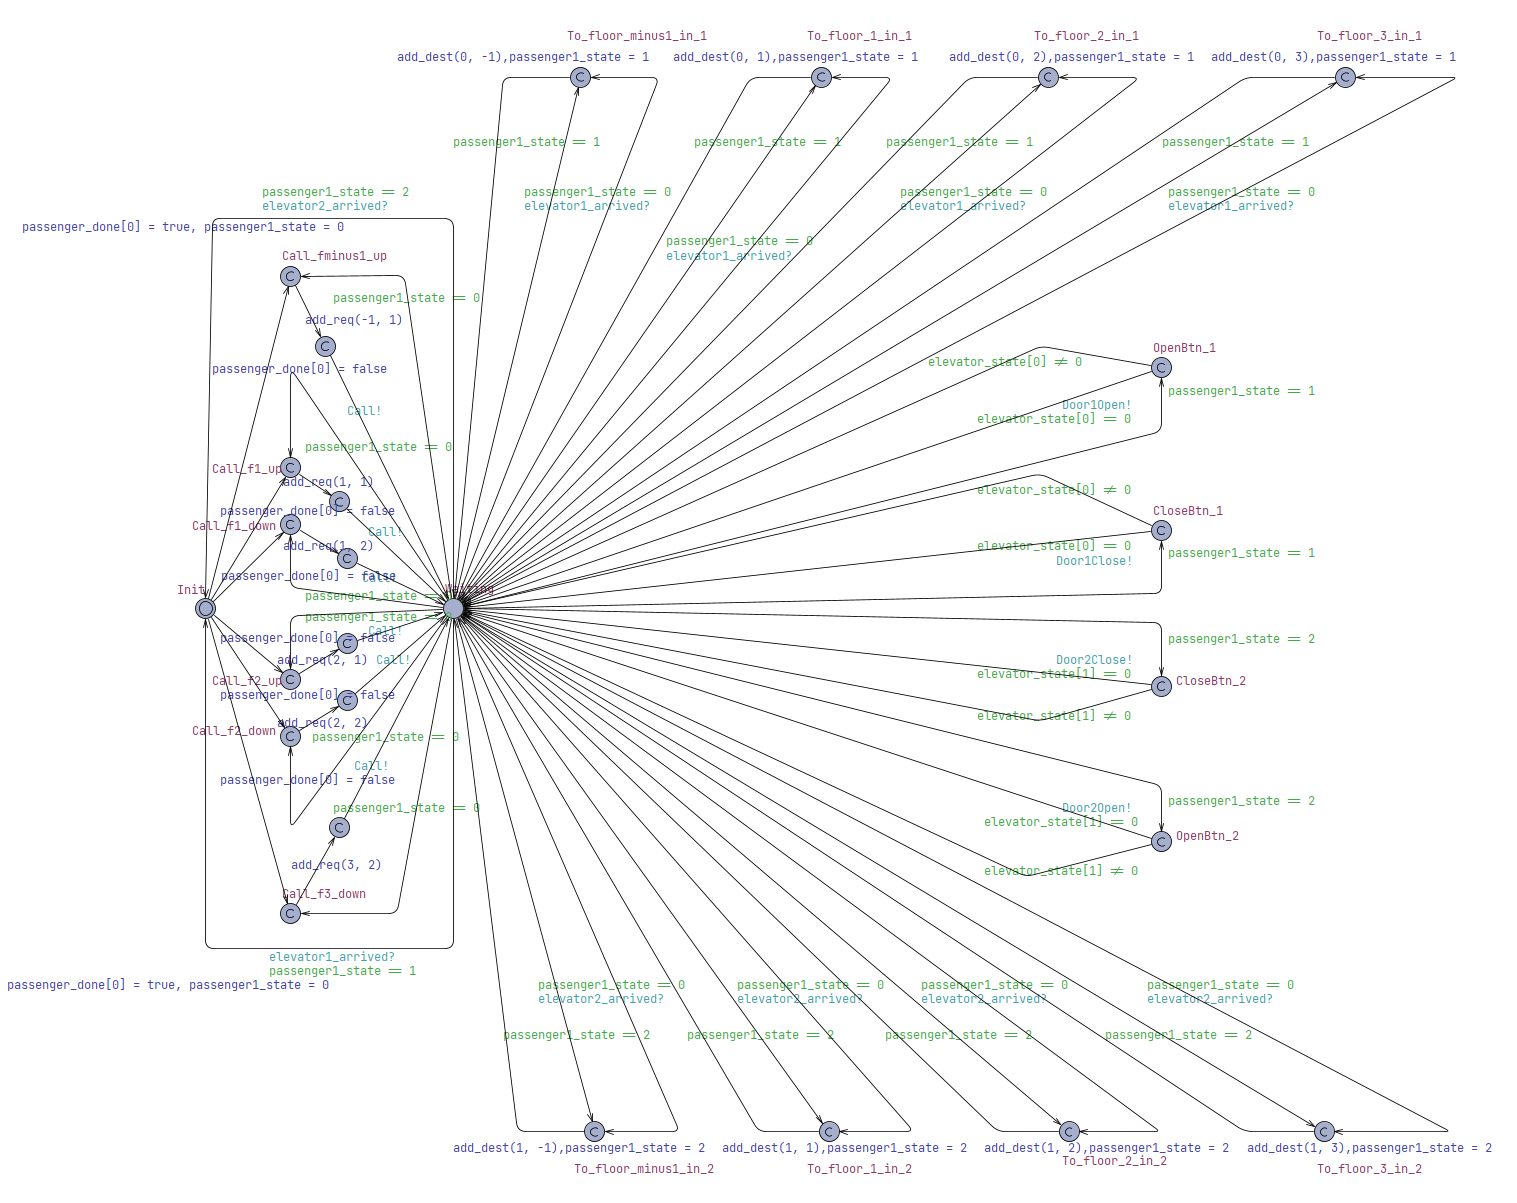 To_floor_minus1_in_1
To_floor_1_in_1
To_floor_2_in_1
To_floor_3_in_1
add_dest(0, -1),passenger1_state = 1
add_dest(0, 1),passenger1_state = 1
add_dest(0, 2),passenger1_state = 1
add_dest(0, 3),passenger1_state = 1
C
C
C
C
passenger1_state == 1
passenger1_state == 1
passenger1_state == 1
passenger1_state == 1
passenger1_state == 2
elevator2_arrived?
passenger1_state == 0
elevator1_arrived?
passenger1_state == 0
elevator1_arrived?
passenger1_state == 0
elevator1_arrived?
passenger_done[0] = true, passenger1_state = 0
passenger1_state == 0
elevator1_arrived?
Call_fminus1_up
C
passenger1_state == 0
add_req(-1, 1)
C
OpenBtn_1
elevator_state[0] ≠ 0
C
passenger_done[0] = false
passenger1_state == 1
Call!
Door1Open!
elevator_state[0] == 0
passenger1_state == 0
Call_f1_up
C
add_req(1, 1)
elevator_state[0] ≠ 0
C
passenger_done[0] = false
CloseBtn_1
Call_f1_down
C
Call!
C
add_req(1, 2)
elevator_state[0] == 0
passenger1_state == 1
C
Door1Close!
passenger_done[0] = false
Call!
Init
Waiting
passenger1_state == 0
passenger1_state == 0
Call!
passenger_done[0] = false
C
passenger1_state == 2
add_req(2, 1)
Call!
Door2Close!
elevator_state[1] == 0
Call_f2_up
C
C
CloseBtn_2
passenger_done[0] = false
C
elevator_state[1] ≠ 0
add_req(2, 2)
Call_f2_down
C
passenger1_state == 0
Call!
passenger_done[0] = false
passenger1_state == 2
passenger1_state == 0
Door2Open!
elevator_state[1] == 0
C
C
OpenBtn_2
add_req(3, 2)
elevator_state[1] ≠ 0
Call_f3_down
C
elevator1_arrived?
passenger1_state == 1
passenger_done[0] = true, passenger1_state = 0
passenger1_state == 0
elevator2_arrived?
passenger1_state == 0
elevator2_arrived?
passenger1_state == 0
elevator2_arrived?
passenger1_state == 0
elevator2_arrived?
passenger1_state == 2
passenger1_state == 2
passenger1_state == 2
passenger1_state == 2
C
C
C
C
add_dest(1, -1),passenger1_state = 2
add_dest(1, 1),passenger1_state = 2
add_dest(1, 2),passenger1_state = 2
add_dest(1, 3),passenger1_state = 2
To_floor_minus1_in_2
To_floor_1_in_2
To_floor_2_in_2
To_floor_3_in_2